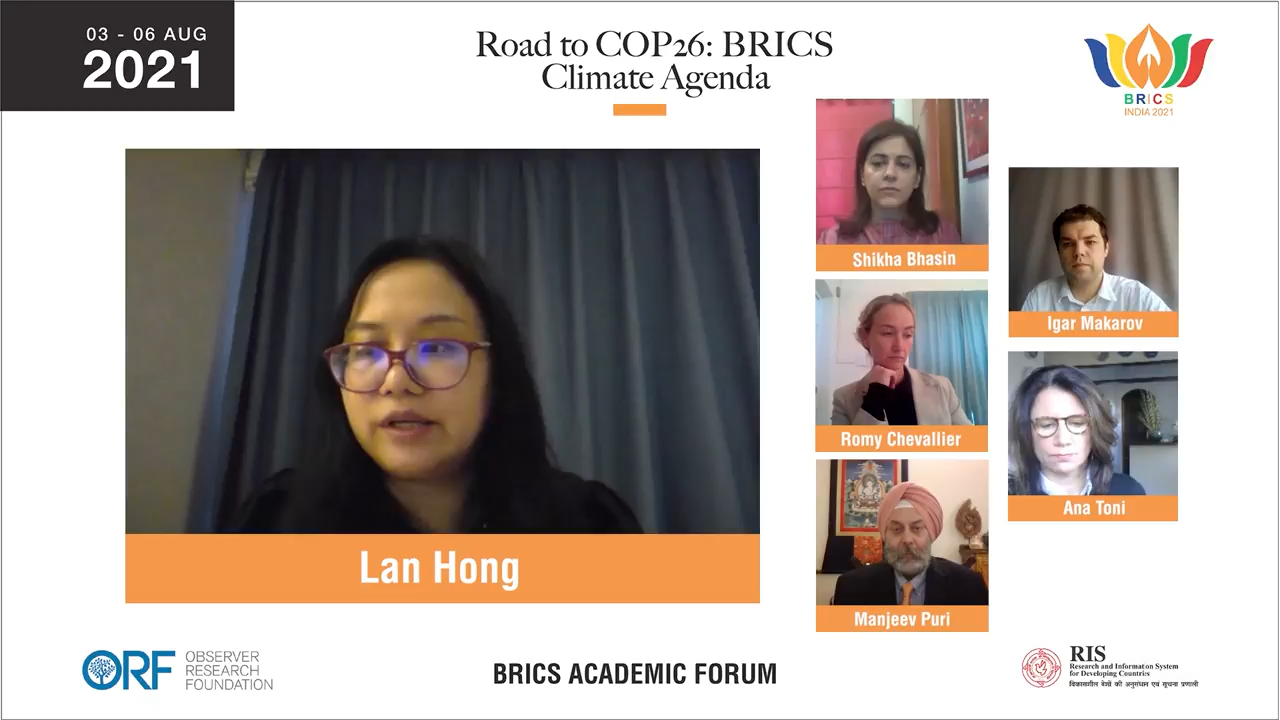 03 - 06 AUG
2021
Road to COP26: BRICS
Climate Agenda
BRICS
INDIA 2021
Shikha Bhasin
Igar Makarov
Romy Chevallier
Ana Toni
Manjeev Puri
Lan Hong
ORF
OBSERVER
RESEARCH
FOUNDATION
BRICS ACADEMIC FORUM
RIS
Research and Information System
for Developing Countries
विकासशील देशों की अनुसंधान एवं सूचना प्रणाली